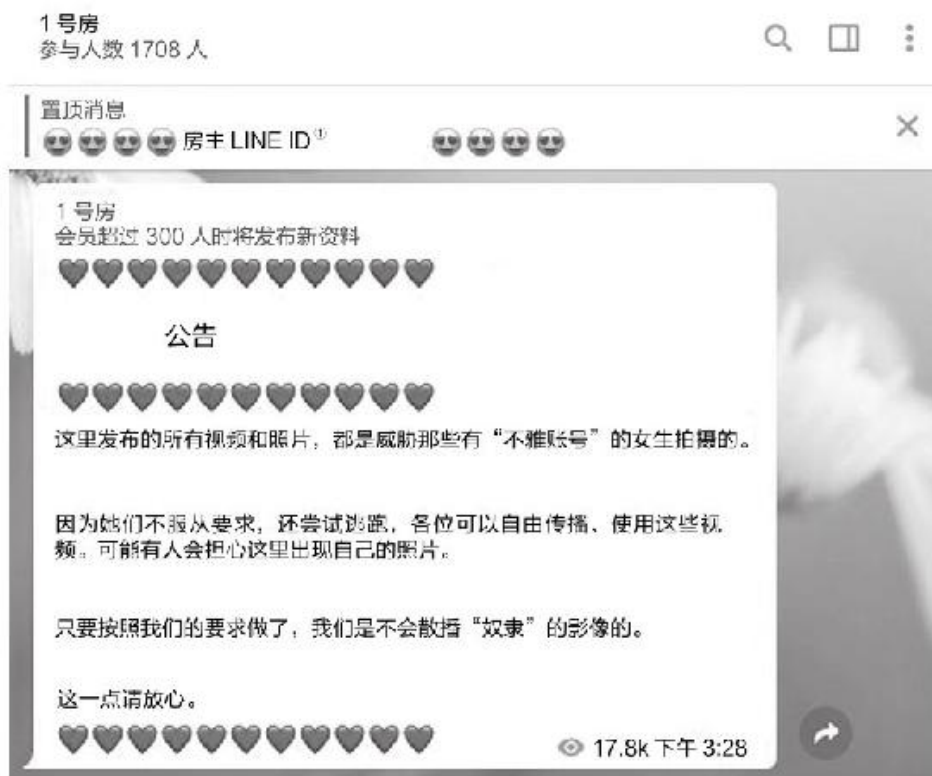 1 号房
参与人数 1708 人
置顶消息
房主 LINE ID①
1 号房
会员超过 300 人时将发布新资料
公告
这里发布的所有视频和照片，都是威胁那些有“不雅账号”的女生拍摄的。
因为她们不服从要求，还尝试逃跑，各位可以自由传播、使用这些视
频。可能有人会担心这里出现自己的照片。
只要按照我们的要求做了，我们是不会散播“奴隶”的影像的。
这一点请放心。
17.8k 下午 3:28